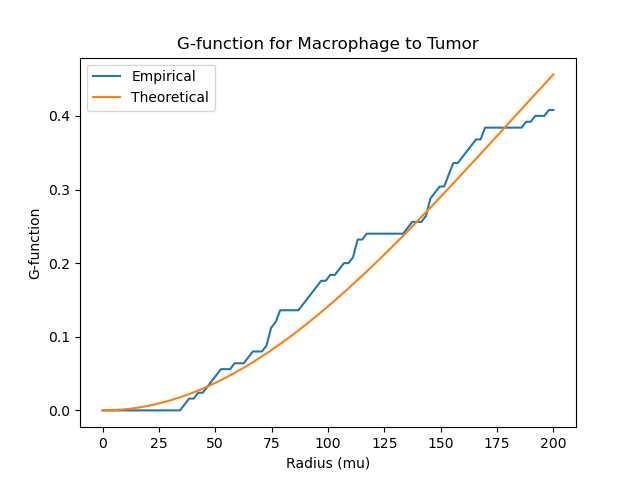 G-function for Macrophage to Tumor
Empirical
Theoretical
G-function
0.4
0.3
0.2
0.1
0.0
0 25 50 75 100 125 150 175 200
Radius (mu)